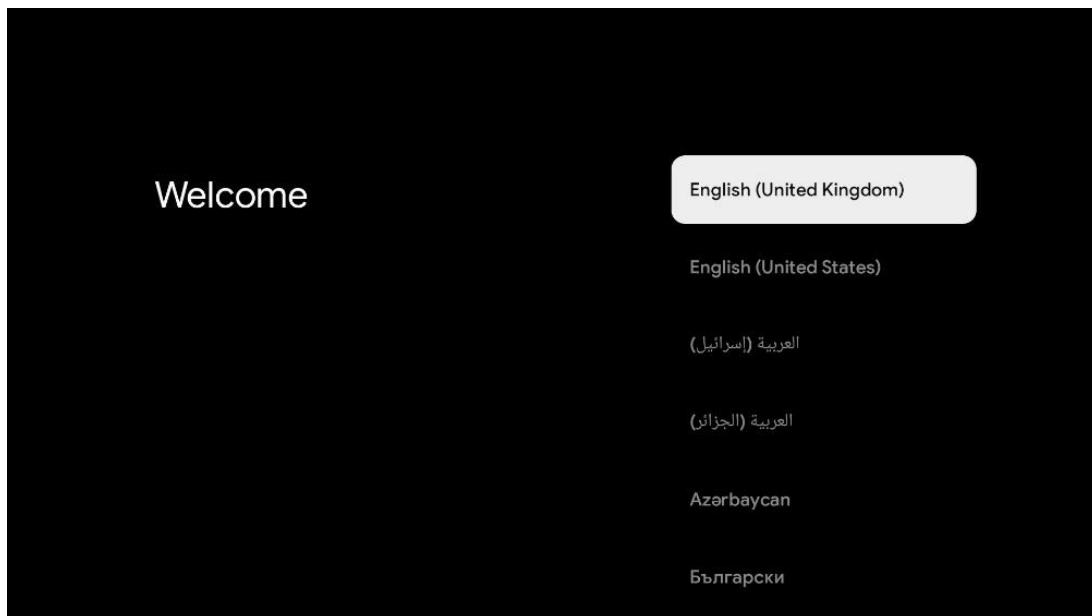 Welcome
English (United Kingdom)
English (United States)
العربية (إسرائيل)
العربية (الجزائر)
Azərbaycan
Български